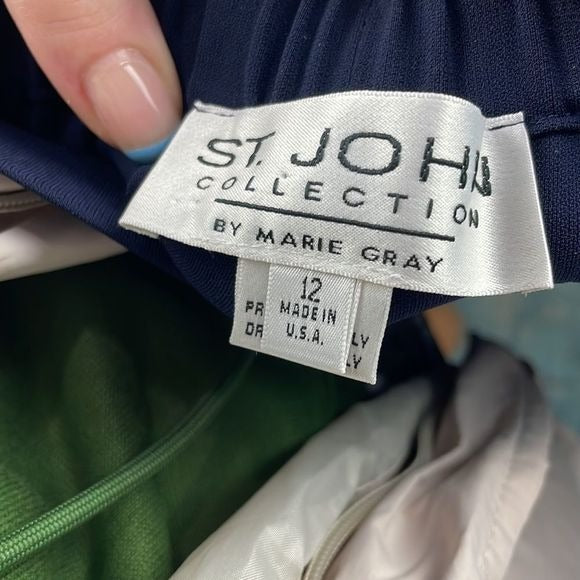 ST. JOHN
COLLECTION
BY MARIE GRAY
12
MADE IN
U.S.A.